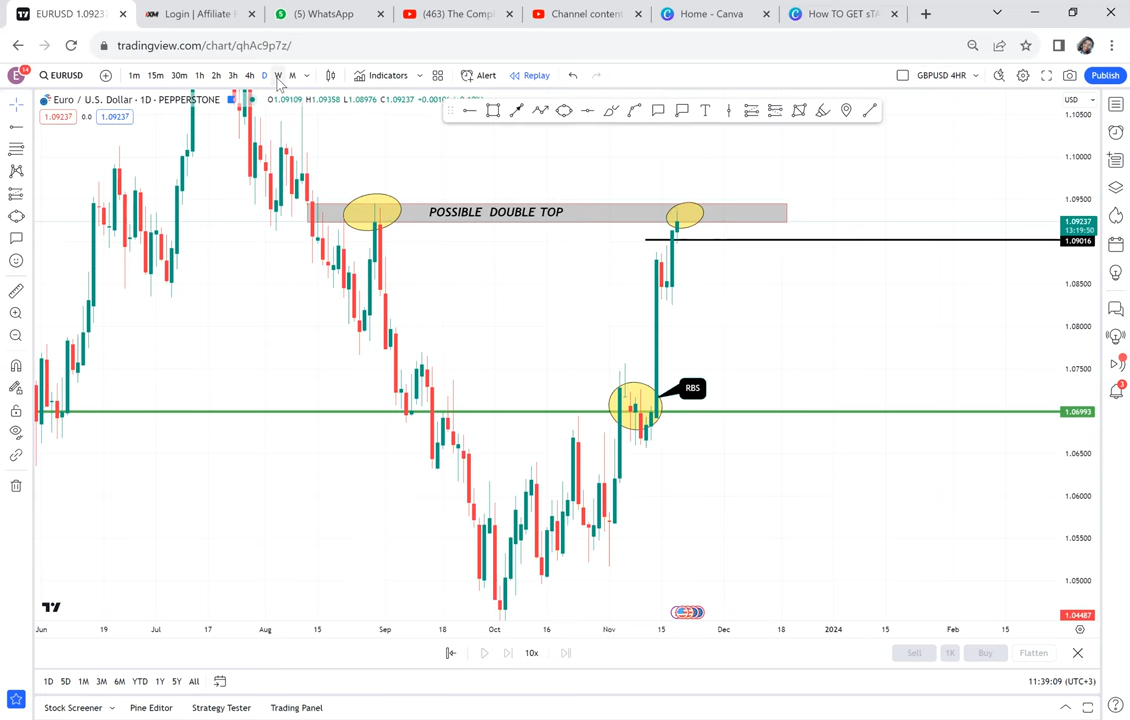 EURUSD 1.0923
Login | Affiliate P
(5) WhatsApp
(463) The Compl
Channel content
Home - Canva
How TO GET sTA
tradingview.com/chart/qhAc9p7z/
14
EURUSD
1m 15m 30m 1h 2h 3h 4h D W M
Indicators
Alert
Replay
GBPUSD 4HR
Publish
Euro / U.S. Dollar · 1D · PEPPERSTONE
O1.09109 H1.09358 L1.08976 C1.09237
1.09237 0.0 1.09237
USD
1.10500
1.10000
1.09500
POSSIBLE DOUBLE TOP
1.09237
13:19:50
1.09016
1.08500
1.08000
1.07500
RBS
1.06993
1.06500
1.06000
1.05500
1.05000
1.04487
3
Jun 19 Jul 17 Aug 15 Sep 18 Oct 16 Nov 15 Dec 18 2024 15 Feb 15
10x
Sell 1K Buy Flatten
1D 5D 1M 3M 6M YTD 1Y 5Y All
11:39:09 (UTC+3)
Stock Screener Pine Editor Strategy Tester Trading Panel